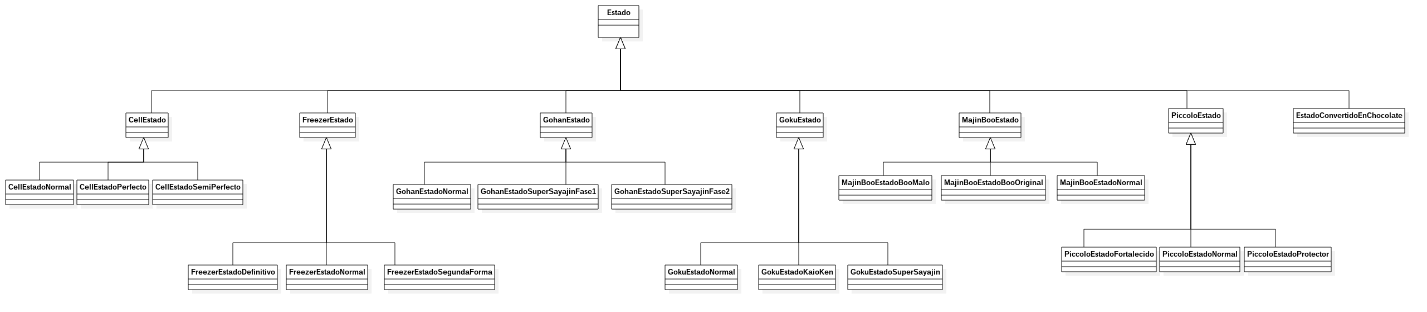 Estado
CellEstado
FreezerEstado
GohanEstado
GokuEstado
MajinBooEstado
PiccoloEstado
EstadoConvertidoEnChocolate
CellEstadoNormal
CellEstadoPerfecto
CellEstadoSemiPerfecto
GohanEstadoNormal
GohanEstadoSuperSayajinFase1
GohanEstadoSuperSayajinFase2
MajinBooEstadoBooMalo
MajinBooEstadoBooOriginal
MajinBooEstadoNormal
FreezerEstadoDefinitivo
FreezerEstadoNormal
FreezerEstadoSegundaForma
GokuEstadoNormal
GokuEstadoKaioKen
GokuEstadoSuperSayajin
PiccoloEstadoFortalecido
PiccoloEstadoNormal
PiccoloEstadoProtector